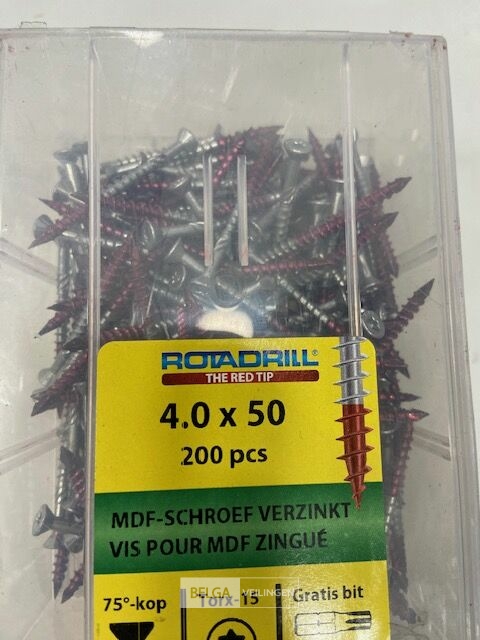 ROTADRILL®
THE RED TIP
4.0 x 50
200 pcs
MDF-SCHROEF VERZINKT
VIS POUR MDF ZINGUÉ
75°-kop Torx-15 Gratis bit
BELGA VEILINGEN